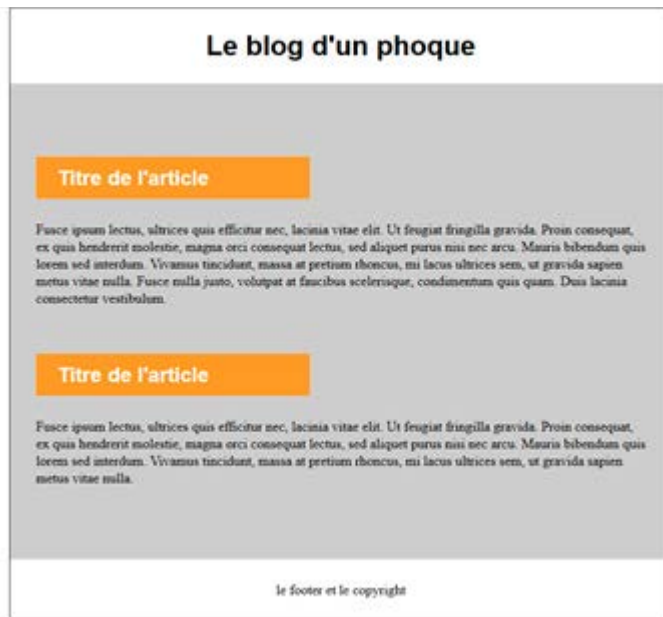 Le blog d'un phoque
Titre de l'article
Fusce ipsum lectus, ultrices quis efficitur nec, lacinia vitae elit. Ut feugiat fringilla gravida. Proin consequat,
ex quis hendrerit molestie, magna orci consequat lectus, sed aliquet purus nisi nec arcu. Mauris bibendum quis
lorem sed interdum. Vivamus tincidunt, massa at pretium rhoncus, mi lacus ultrices sem, ut gravida sapien
metus vitae nulla. Fusce nulla justo, volutpat at faucibus scelerisque, condimentum quis quam. Duis lacinia
consectetur vestibulum.
Titre de l'article
Fusce ipsum lectus, ultrices quis efficitur nec, lacinia vitae elit. Ut feugiat fringilla gravida. Proin consequat,
ex quis hendrerit molestie, magna orci consequat lectus, sed aliquet purus nisi nec arcu. Mauris bibendum quis
lorem sed interdum. Vivamus tincidunt, massa at pretium rhoncus, mi lacus ultrices sem, ut gravida sapien
metus vitae nulla.
le footer et le copyright